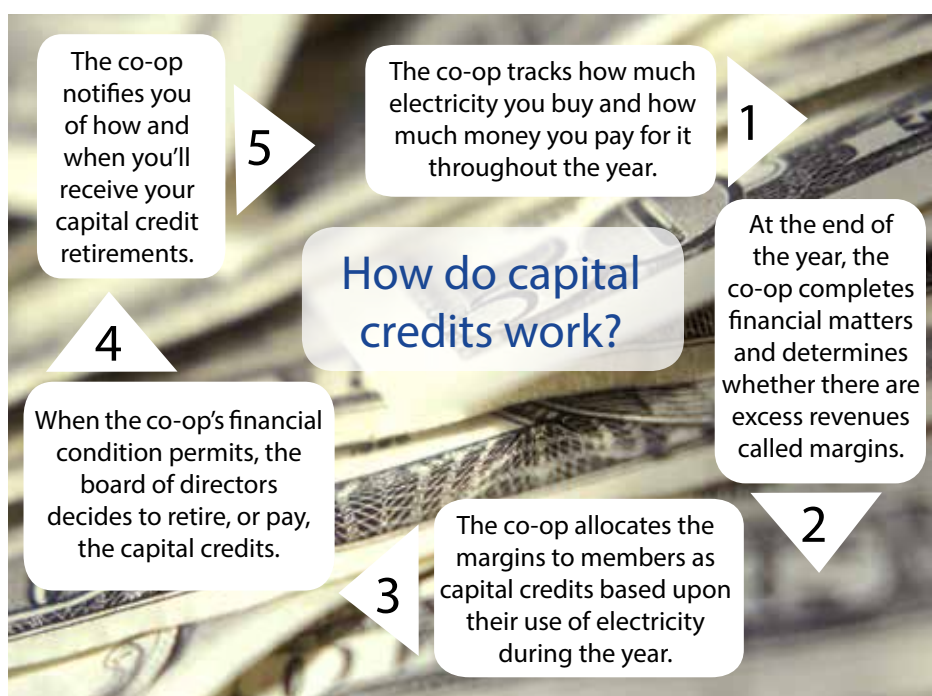 How do capital
credits work?
The co-op tracks how much
electricity you buy and how
much money you pay for it
throughout the year.
1
At the end of
the year, the
co-op completes
financial matters
and determines
whether there are
excess revenues
called margins.
2
The co-op allocates the
margins to members as
capital credits based upon
their use of electricity
during the year.
3
When the co-op’s financial
condition permits, the
board of directors
decides to retire, or pay,
the capital credits.
4
The co-op
notifies you
of how and
when you’ll
receive your
capital credit
retirements.
5